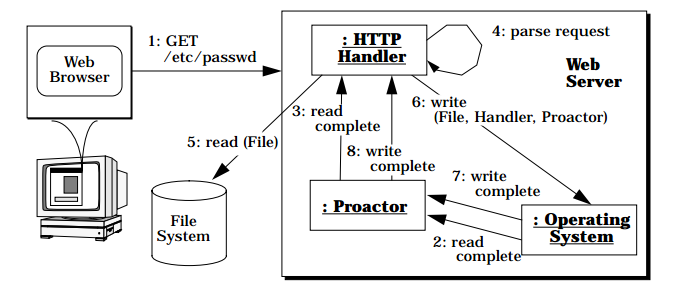 Web
Browser
1: GET
/etc/passwd
: HTTP
Handler
4: parse request
Web
Server
3: read
complete
6: write
(File, Handler, Proactor)
5: read (File)
8: write
complete
7: write
complete
File
System
: Proactor
: Operating
System
2: read
complete